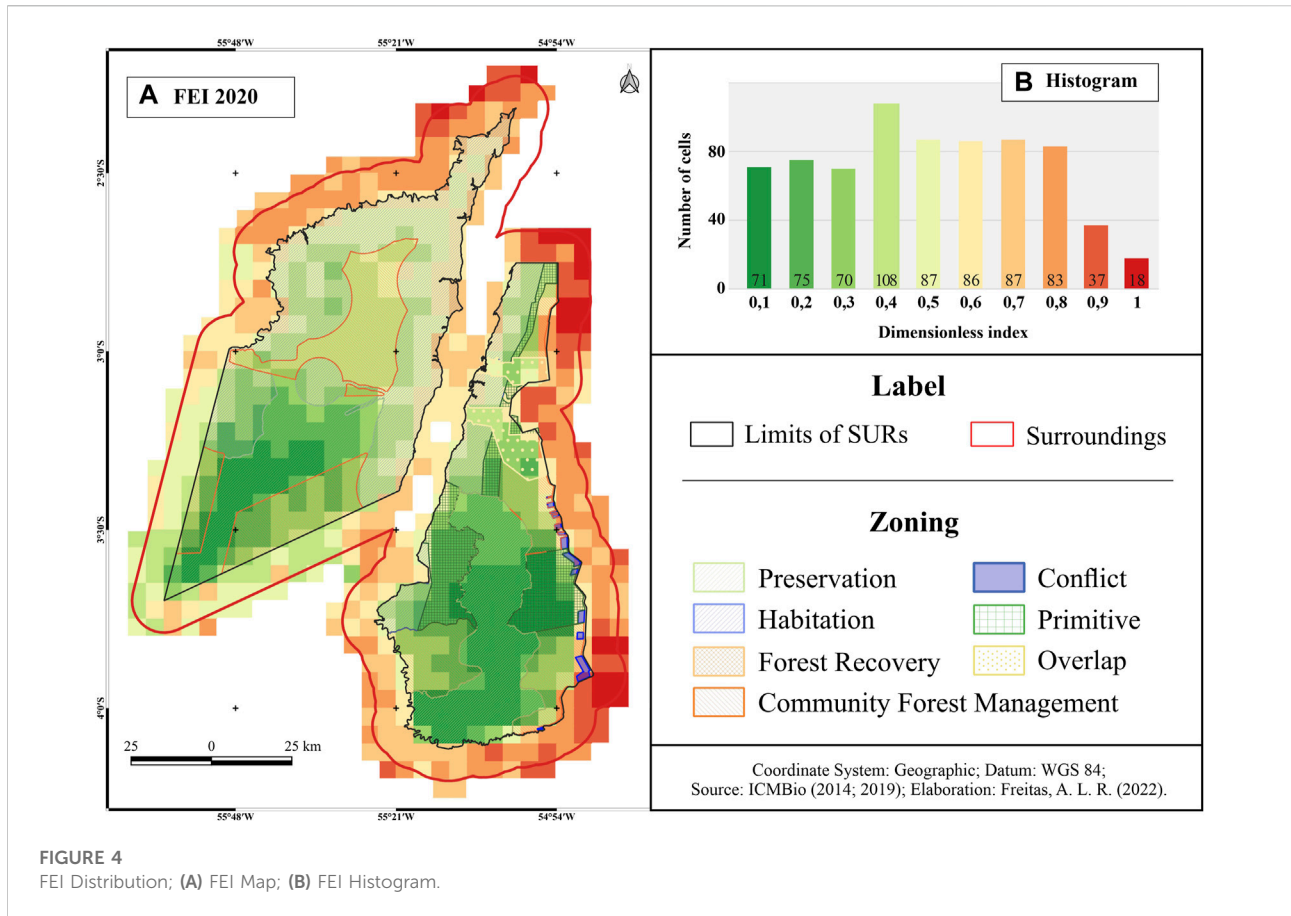 55°48'W 55°21'W 54°54'W
A FEI 2020
N
2°30'S
3°0'S
3°30'S
4°0'S
25 0 25 km
55°48'W 55°21'W 54°54'W
B Histogram
Number of cells
80
40
0
71 75 70 108 87 86 87 83 37 18
0,1 0,2 0,3 0,4 0,5 0,6 0,7 0,8 0,9 1
Dimensionless index
Label
Limits of SURs Surroundings
Zoning
Preservation Conflict
Habitation Primitive
Forest Recovery Overlap
Community Forest Management
Coordinate System: Geographic; Datum: WGS 84;
Source: ICMBio (2014; 2019); Elaboration: Freitas, A. L. R. (2022).
FIGURE 4
FEI Distribution; (A) FEI Map; (B) FEI Histogram.